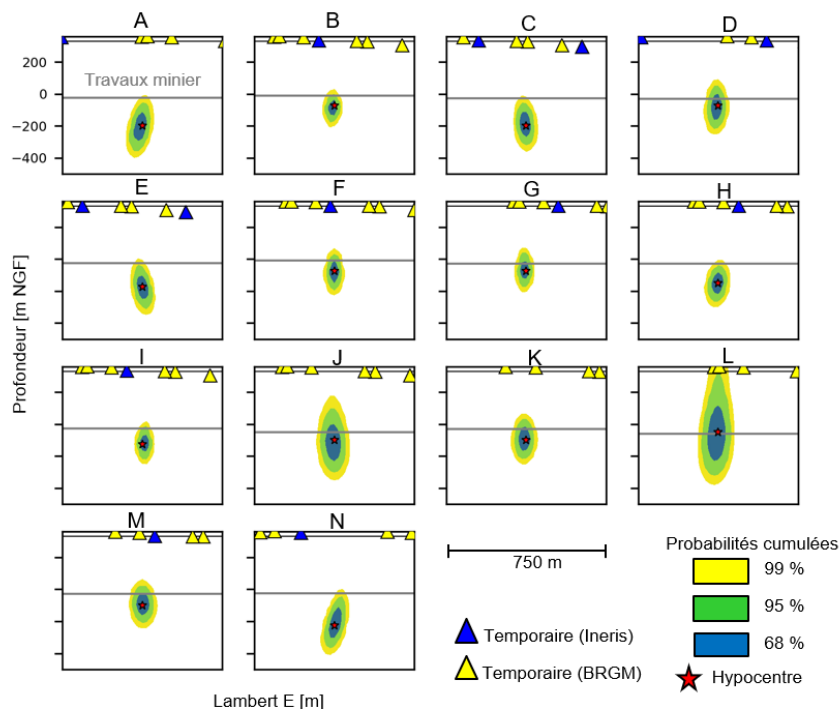 A
B
C
D
200
0
−200
−400
Travaux minier
E
F
G
H
Profondeur [m NGF]
I
J
K
L
M
N
750 m
Probabilités cumulées
99 %
95 %
68 %
Temporaire (Ineris)
Temporaire (BRGM)
Hypocentre
Lambert E [m]